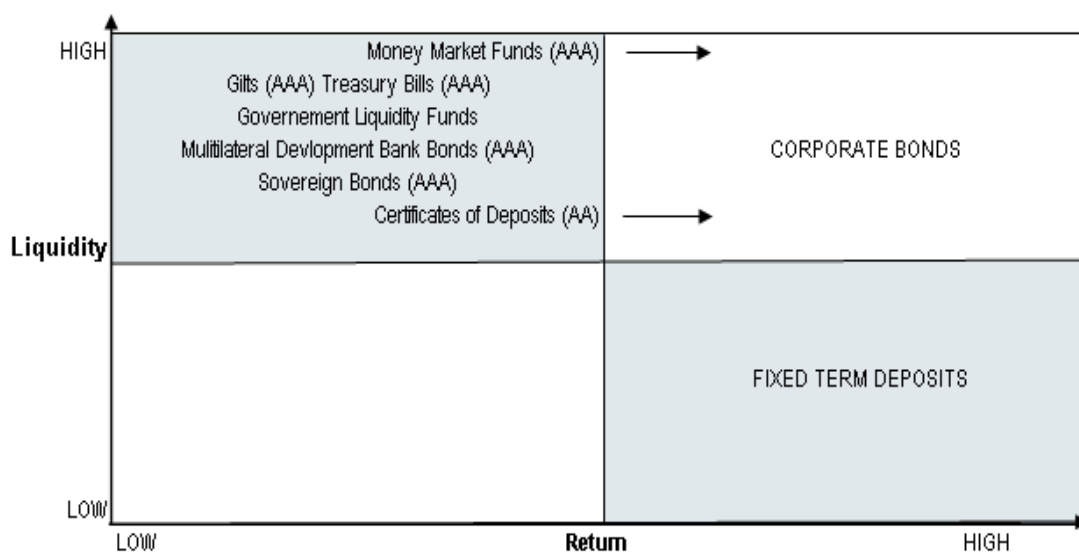 HIGH
Money Market Funds (AAA)
Gilts (AAA) Treasury Bills (AAA)
Governement Liquidity Funds
Mulitilateral Devlopment Bank Bonds (AAA)
Sovereign Bonds (AAA)
Certificates of Deposits (AA)
CORPORATE BONDS
Liquidity
FIXED TERM DEPOSITS
LOW
LOW
Return
HIGH